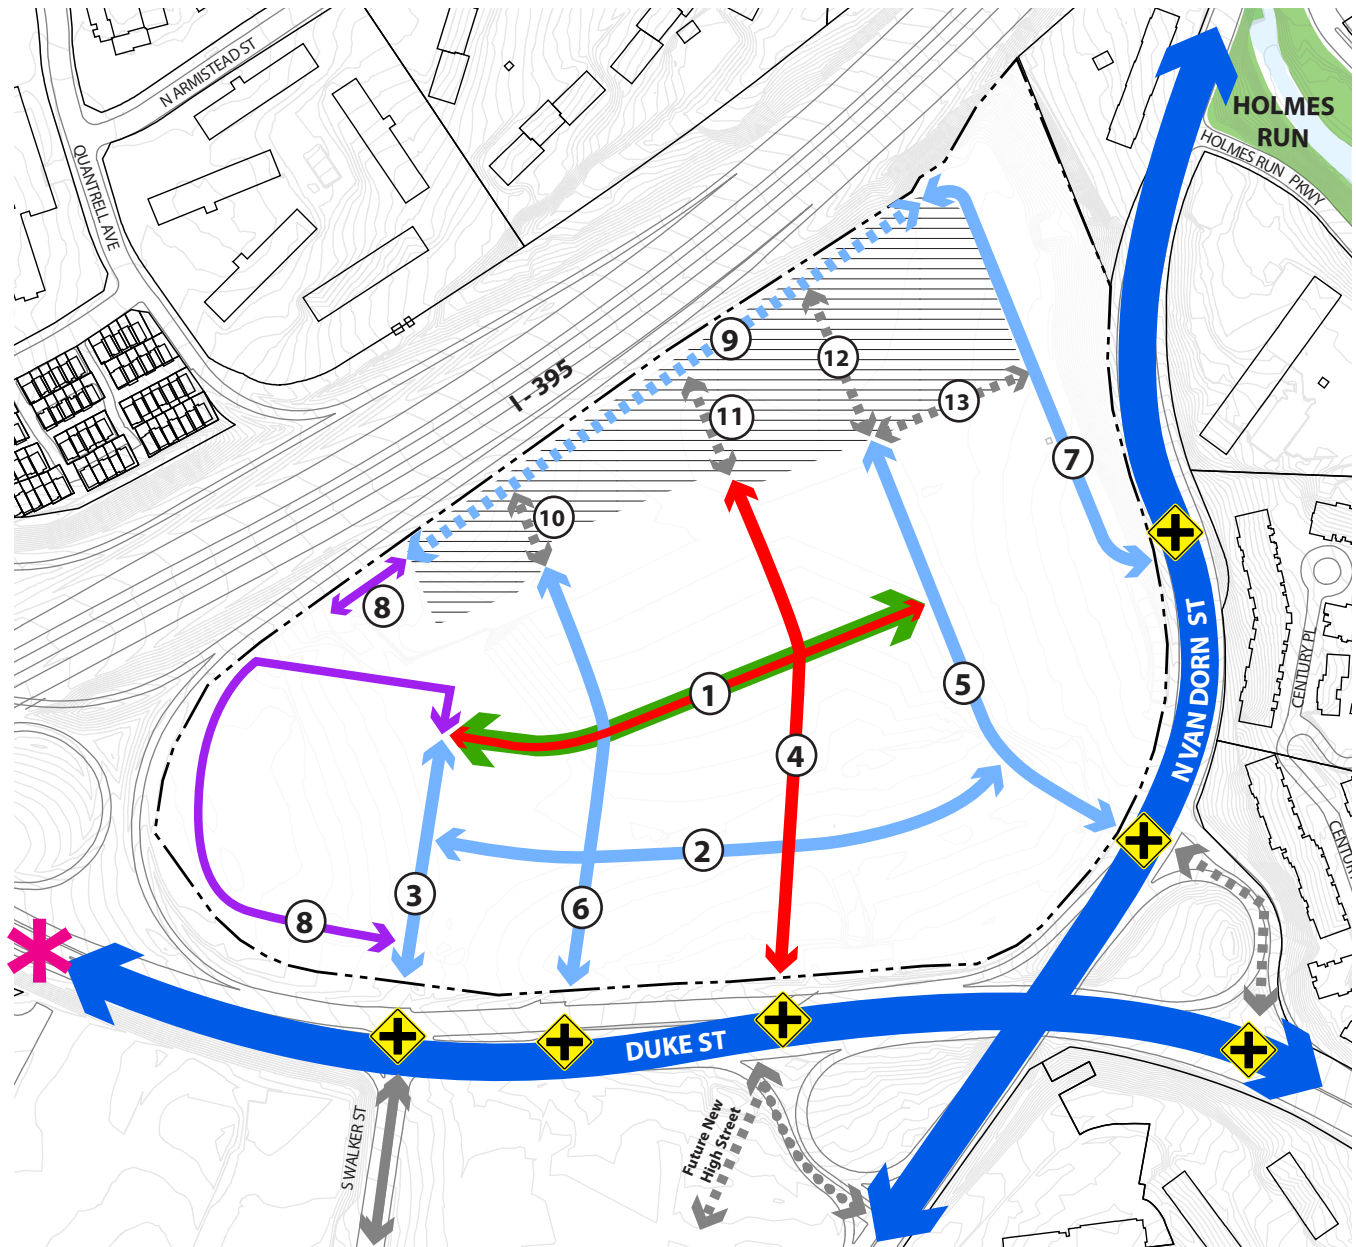 N ARMISTEAD ST
QUANTRELL AVE
HOLMES
RUN
HOLMES RUN PKWY
I - 395
9
12
11
13
10
7
8
5
1
4
N VAN DORN ST
CENTURY PL
2
3
6
8
CENTURY
DUKE ST
S WALKER ST
Future New
High Street